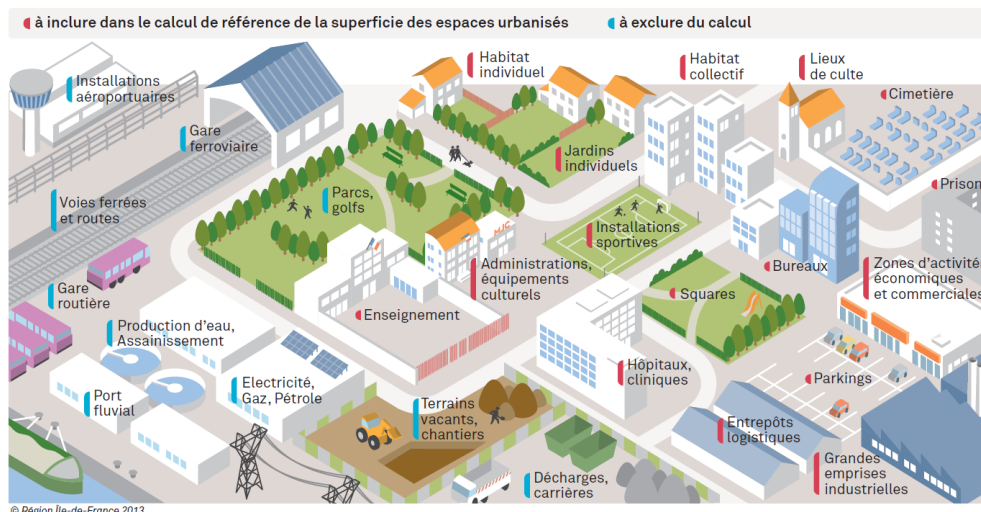 à inclure dans le calcul de référence de la superficie des espaces urbanisés
à exclure du calcul
Installations
aéroportuaires
Gare
ferroviaire
Habitat
individuel
Habitat
collectif
Lieux
de culte
Cimetière
Jardins
individuels
Voies ferrées
et routes
Parcs,
golfs
MJC
Installations
sportives
Prison
Administrations,
équipements
culturels
Bureaux
Zones d’activités
économiques
et commerciales
Gare
routière
Squares
Enseignement
Production d’eau,
Assainissement
Port
fluvial
Electricité,
Gaz, Pétrole
Terrains
vacants,
chantiers
Hôpitaux,
cliniques
Parkings
Entrepôts
logistiques
Décharges,
carrières
Grandes
emprises
industrielles
© Région Île-de-France 2013